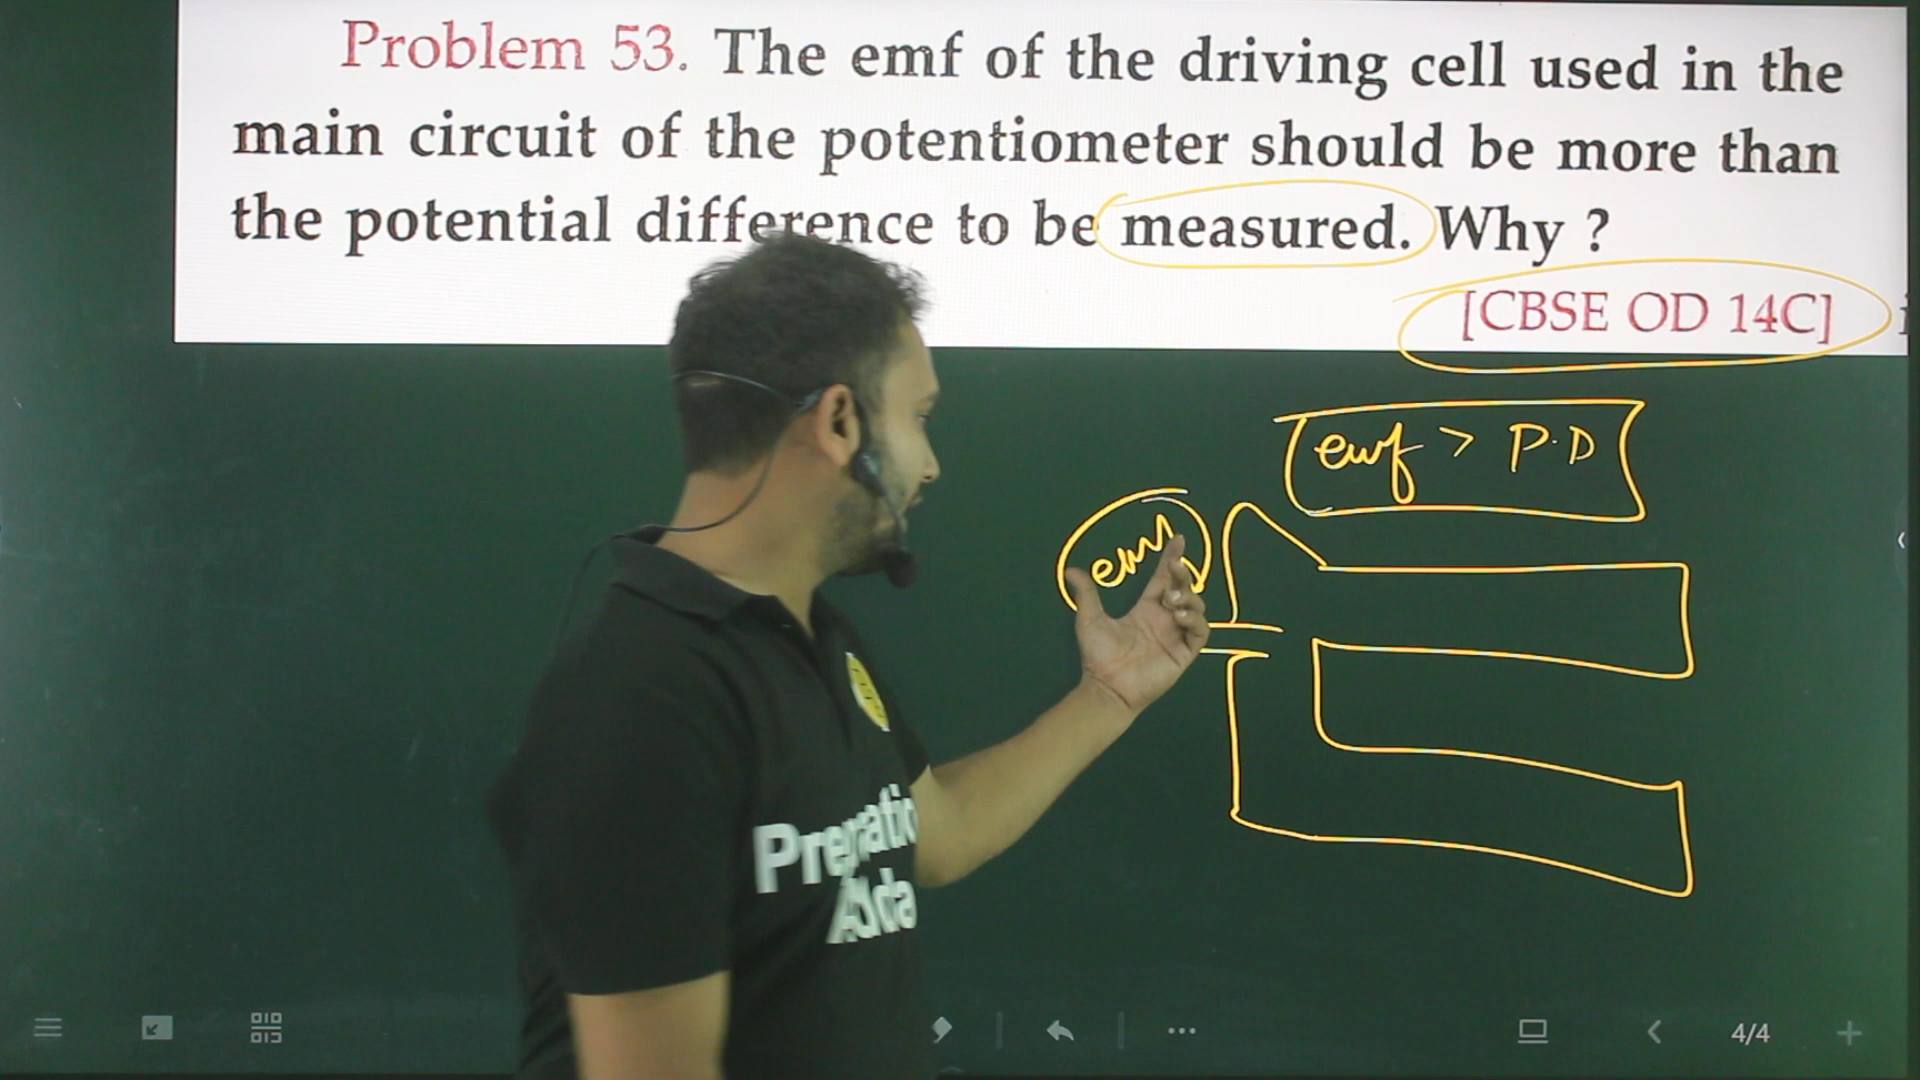 Problem 53. The emf of the driving cell used in the
main circuit of the potentiometer should be more than
the potential difference to be measured. Why ?
[CBSE OD 14C]
emf > P.D
emf
4/4